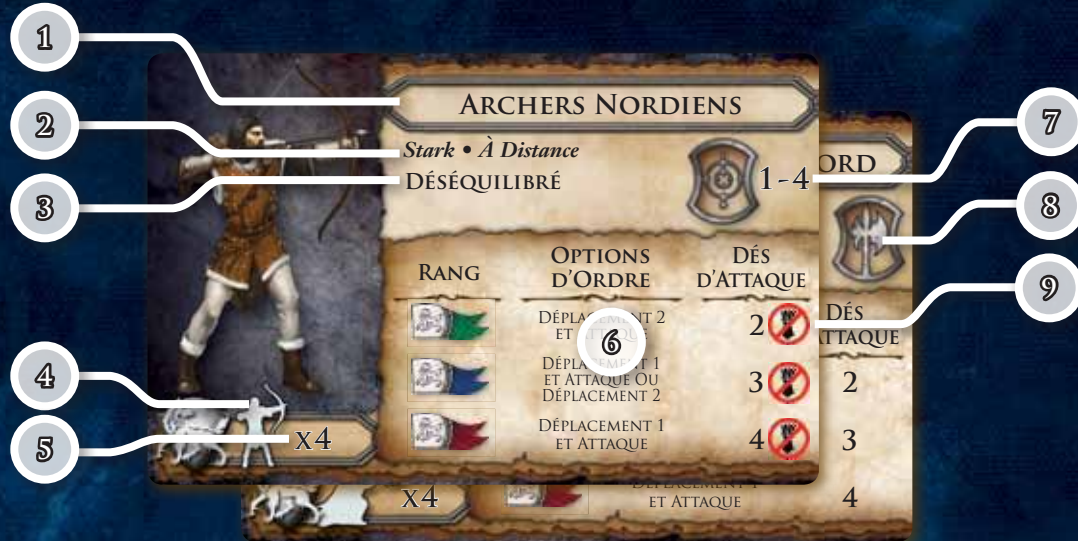 1
2
3
4
5
ARCHERS NORDIENS
Stark • À Distance
DÉSÉQUILIBRÉ
1-4
RANG
OPTIONS
D'ORDRE
DÉS
D'ATTAQUE
DÉPLACEMENT 2
ET
2
6
DÉPLACEMENT 1
ET ATTAQUE OU
DÉPLACEMENT 2
3
DÉPLACEMENT 1
ET ATTAQUE
4
X4
7
8
9
ORD
DÉS
TTAQUE
2
3
4
X4
ET ATTAQUE